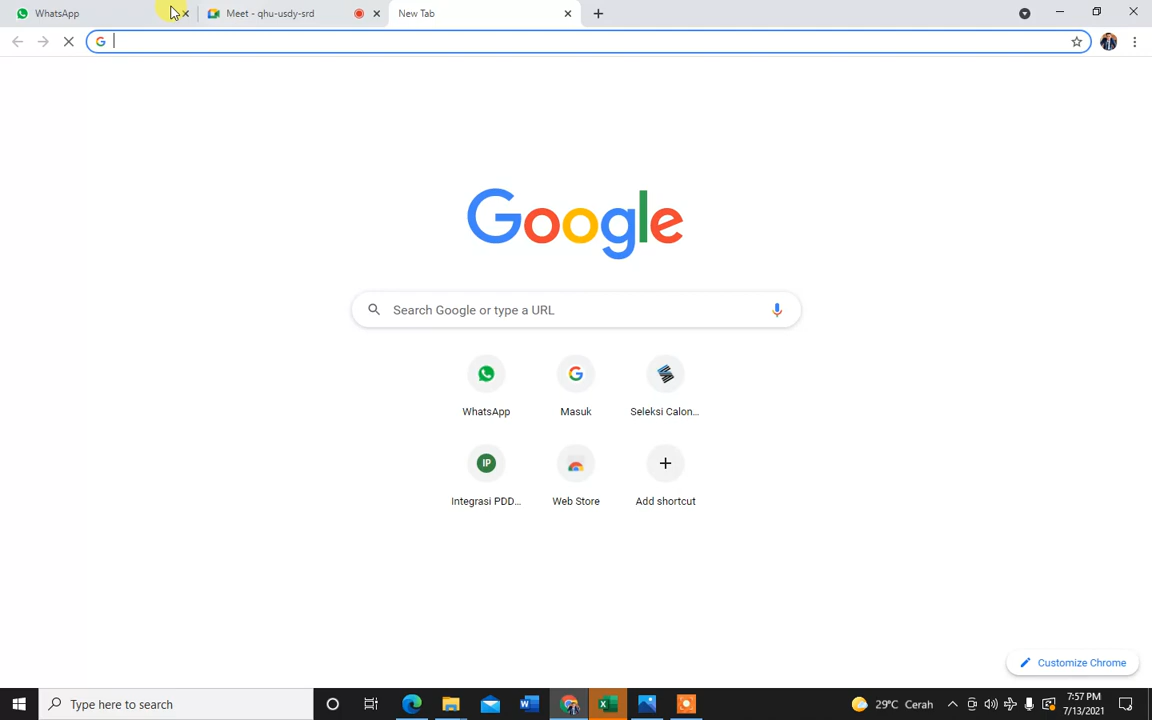 WhatsApp
Meet - qhu-usdy-srd
New Tab
Google
Search Google or type a URL
WhatsApp
Masuk
Seleksi Calon...
IP
Integrasi PDD...
Web Store
Add shortcut
Customize Chrome
Type here to search
29°C Cerah
7:57 PM
7/13/2021